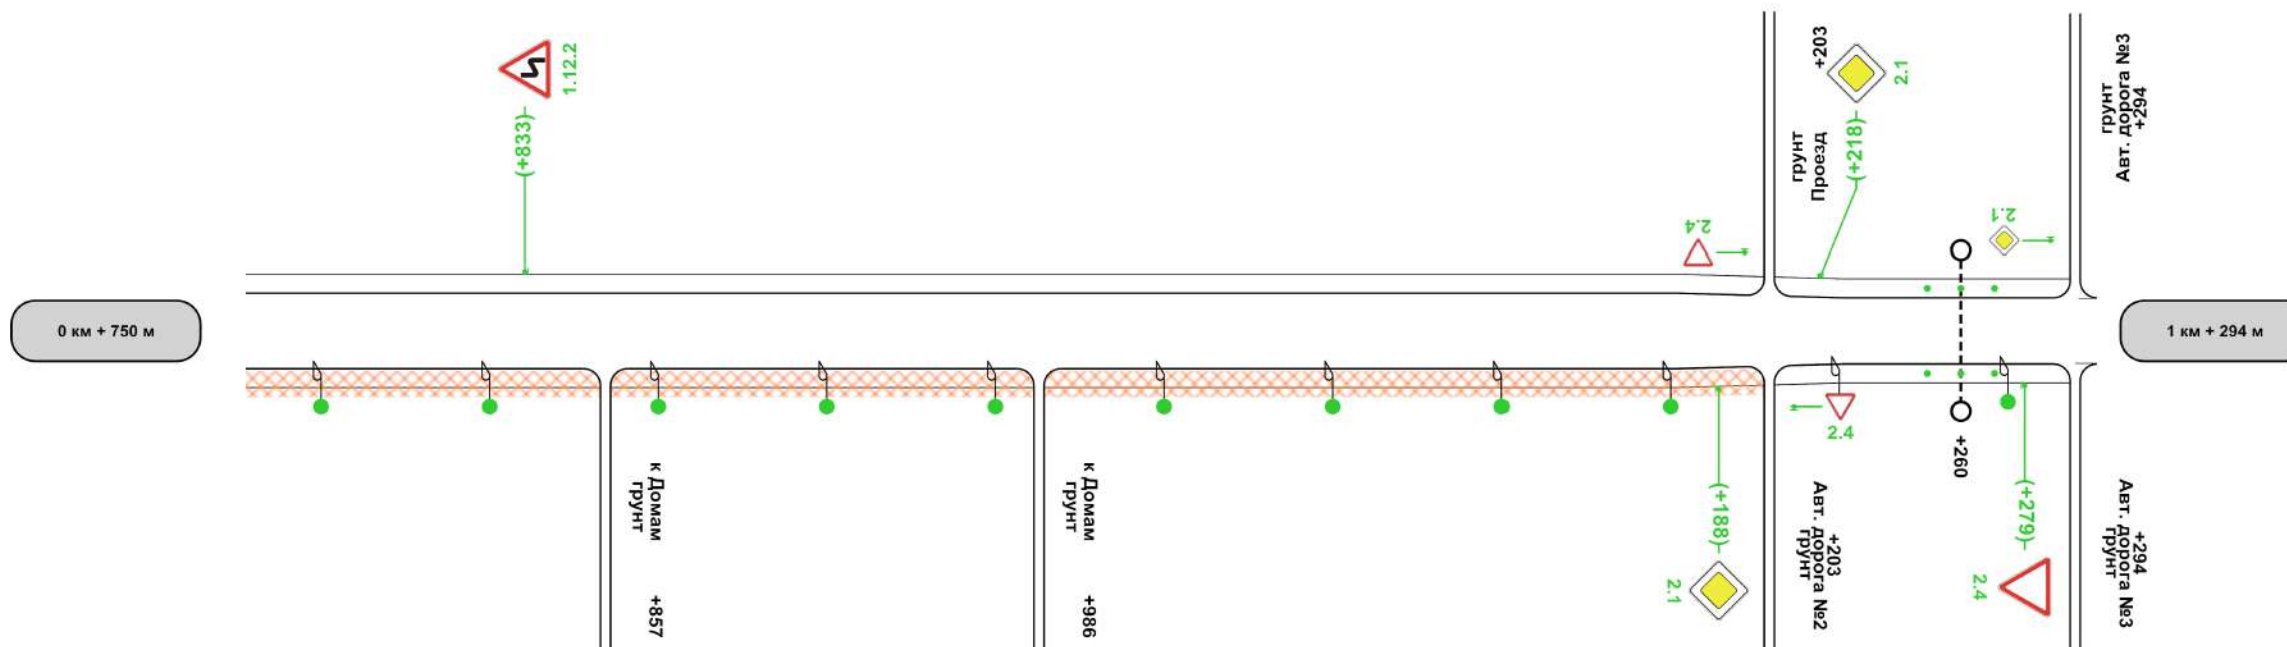 1.12.2
(+833)
+203
2.1
грунт
Проезд
(+218)
грунт
Авт. дорога №3
+294
2.4
2.1
0 км + 750 м
1 км + 294 м
к Домам
грунт
+857
к Домам
грунт
+986
(+188)
2.1
2.4
+203
Авт. дорога №2
грунт
+260
(+279)
2.4
+294
Авт. дорога №3
грунт